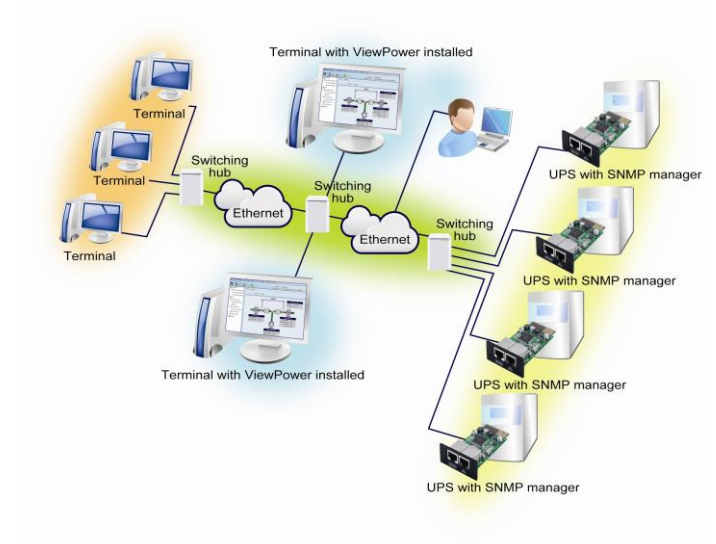 Terminal with ViewPower installed
Terminal
Terminal
Terminal
Switching
hub
Ethernet
Switching
hub
Ethernet
Switching
hub
Terminal with ViewPower installed
UPS with SNMP manager
UPS with SNMP manager
UPS with SNMP manager
UPS with SNMP manager